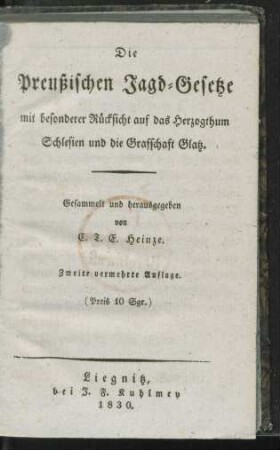 Die
Preußischen Jagd-Gesetze
mit besonderer Rücksicht auf das Herzogthum
Schlesien und die Graffschaft Glatz.
Gesammelt und herausgegeben
von
C. T. E. Heinze.
Zweite vermehrte Auflage.
(Preis 10 Sgr.)
Liegnitz,
bei J. F. Kuhlmey
1830.